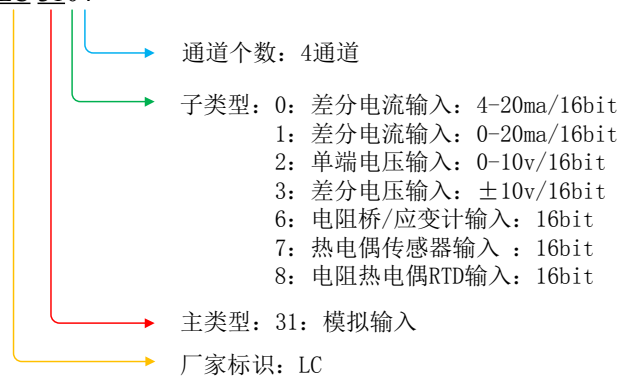 通道个数：4通道
子类型：0：差分电流输入：4-20ma/16bit
1：差分电流输入：0-20ma/16bit
2：单端电压输入：0-10v/16bit
3：差分电压输入：±10v/16bit
6：电阻桥/应变计输入：16bit
7：热电偶传感器输入 ：16bit
8：电阻热电偶RTD输入：16bit
主类型：31：模拟输入
厂家标识：LC